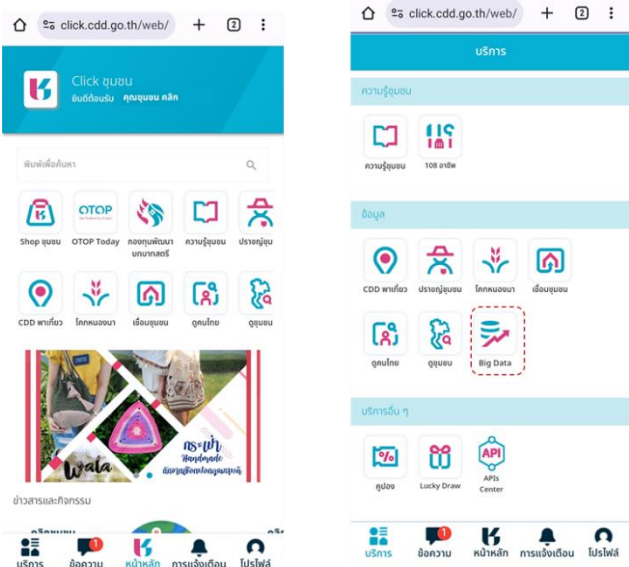 click.cdd.go.th/web/
2
Click ชุมชน
ยินดีต้อนรับ คุณชุมชน คลิก
พิมพ์เพื่อค้นหา
Shop ชุมชน
OTOP Today
กองทุนพัฒนา
บทบาทสตรี
ความรู้ชุมชน
ปราชญ์ชุม
OTOP
CDD พาเที่ยว
โคกหนองนา
เชื่อมชุมชน
ดูคนไทย
ดูชุมชน
Wala
กระเป๋า
Handmade
ข่าวสารและกิจกรรม
1
บริการ
ข้อความ
หน้าหลัก
การแจ้งเตือน
โปรไฟล์
click.cdd.go.th/web/
2
บริการ
ความรู้ชุมชน
ความรู้ชุมชน
108 อาชีพ
ข้อมูล
CDD พาเที่ยว
ปราชญ์ชุมชน
โคกหนองนา
เชื่อมชุมชน
ดูคนไทย
ดูชุมชน
Big Data
บริการอื่น ๆ
API
คูปอง
Lucky Draw
APIs
Center
1
บริการ
ข้อความ
หน้าหลัก
การแจ้งเตือน
โปรไฟล์